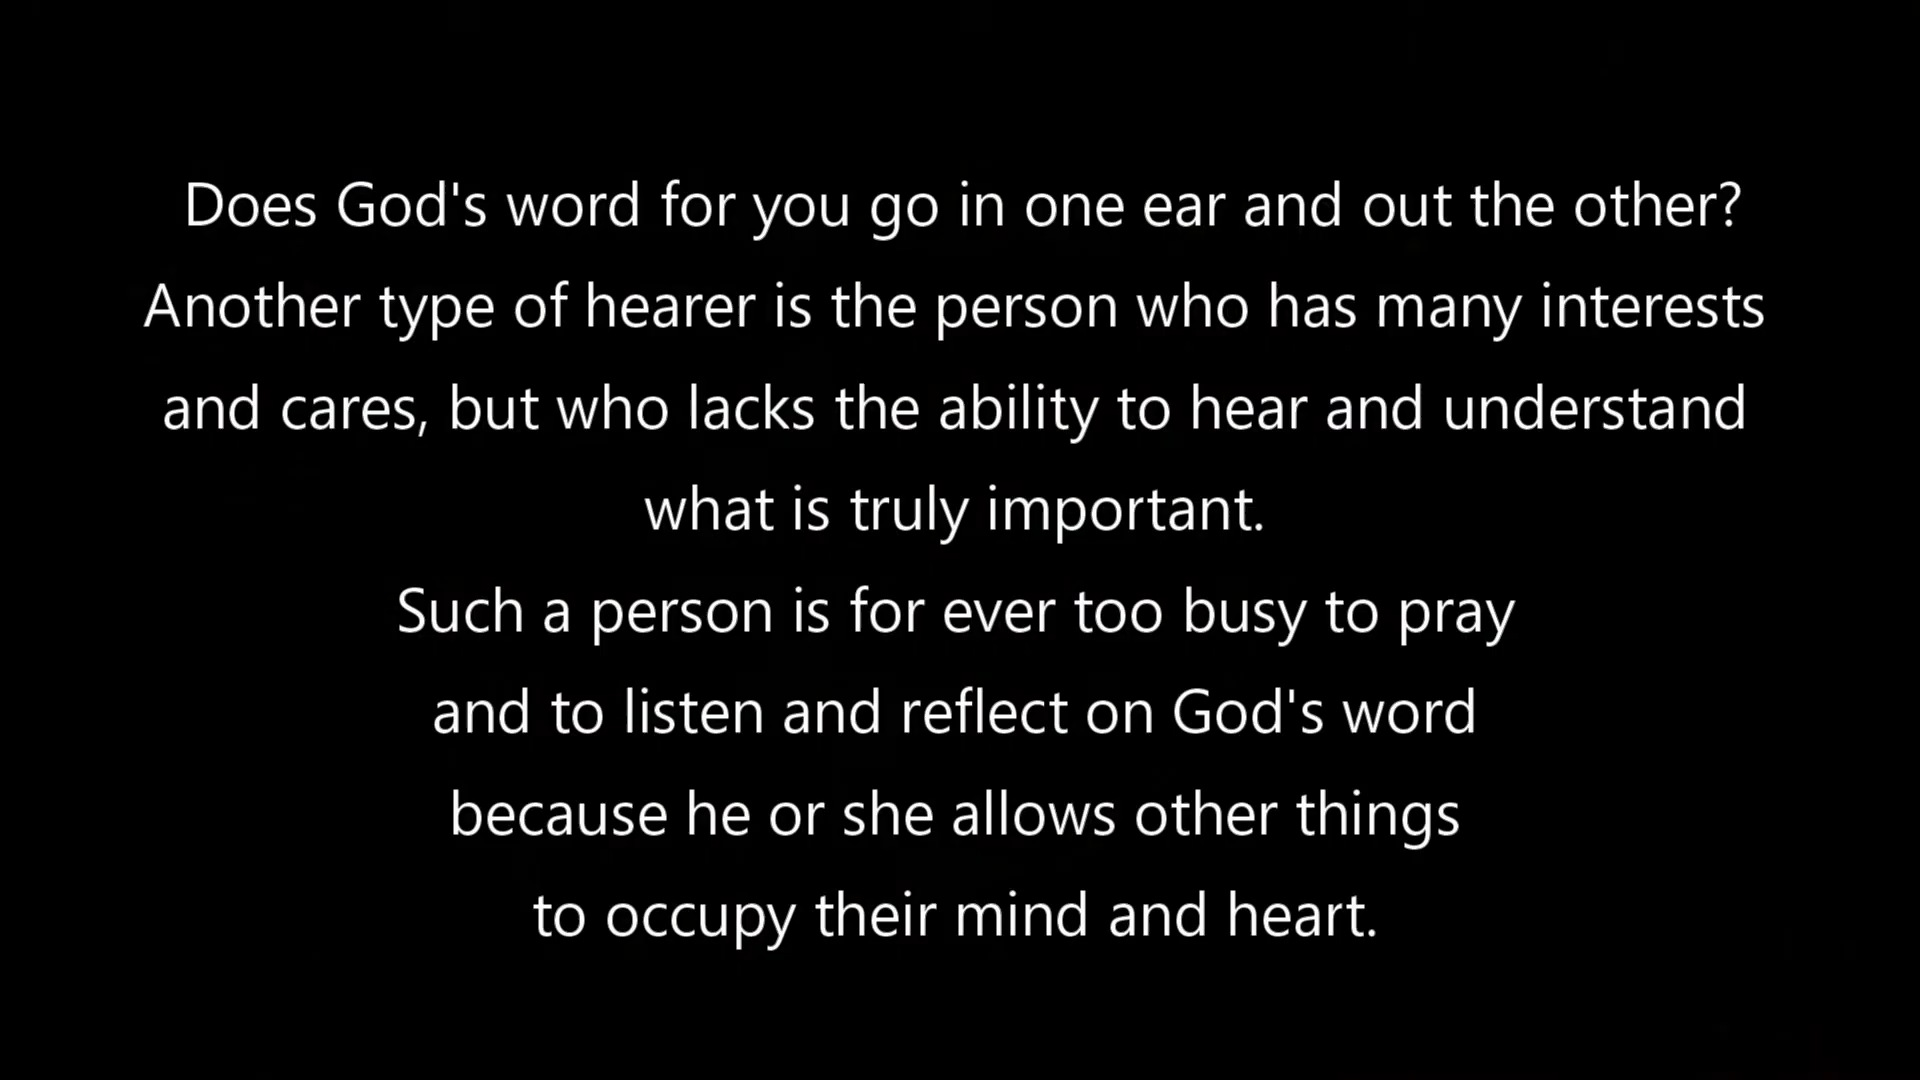 Does God's word for you go in one ear and out the other?
Another type of hearer is the person who has many interests
and cares, but who lacks the ability to hear and understand
what is truly important.
Such a person is for ever too busy to pray
and to listen and reflect on God's word
because he or she allows other things
to occupy their mind and heart.